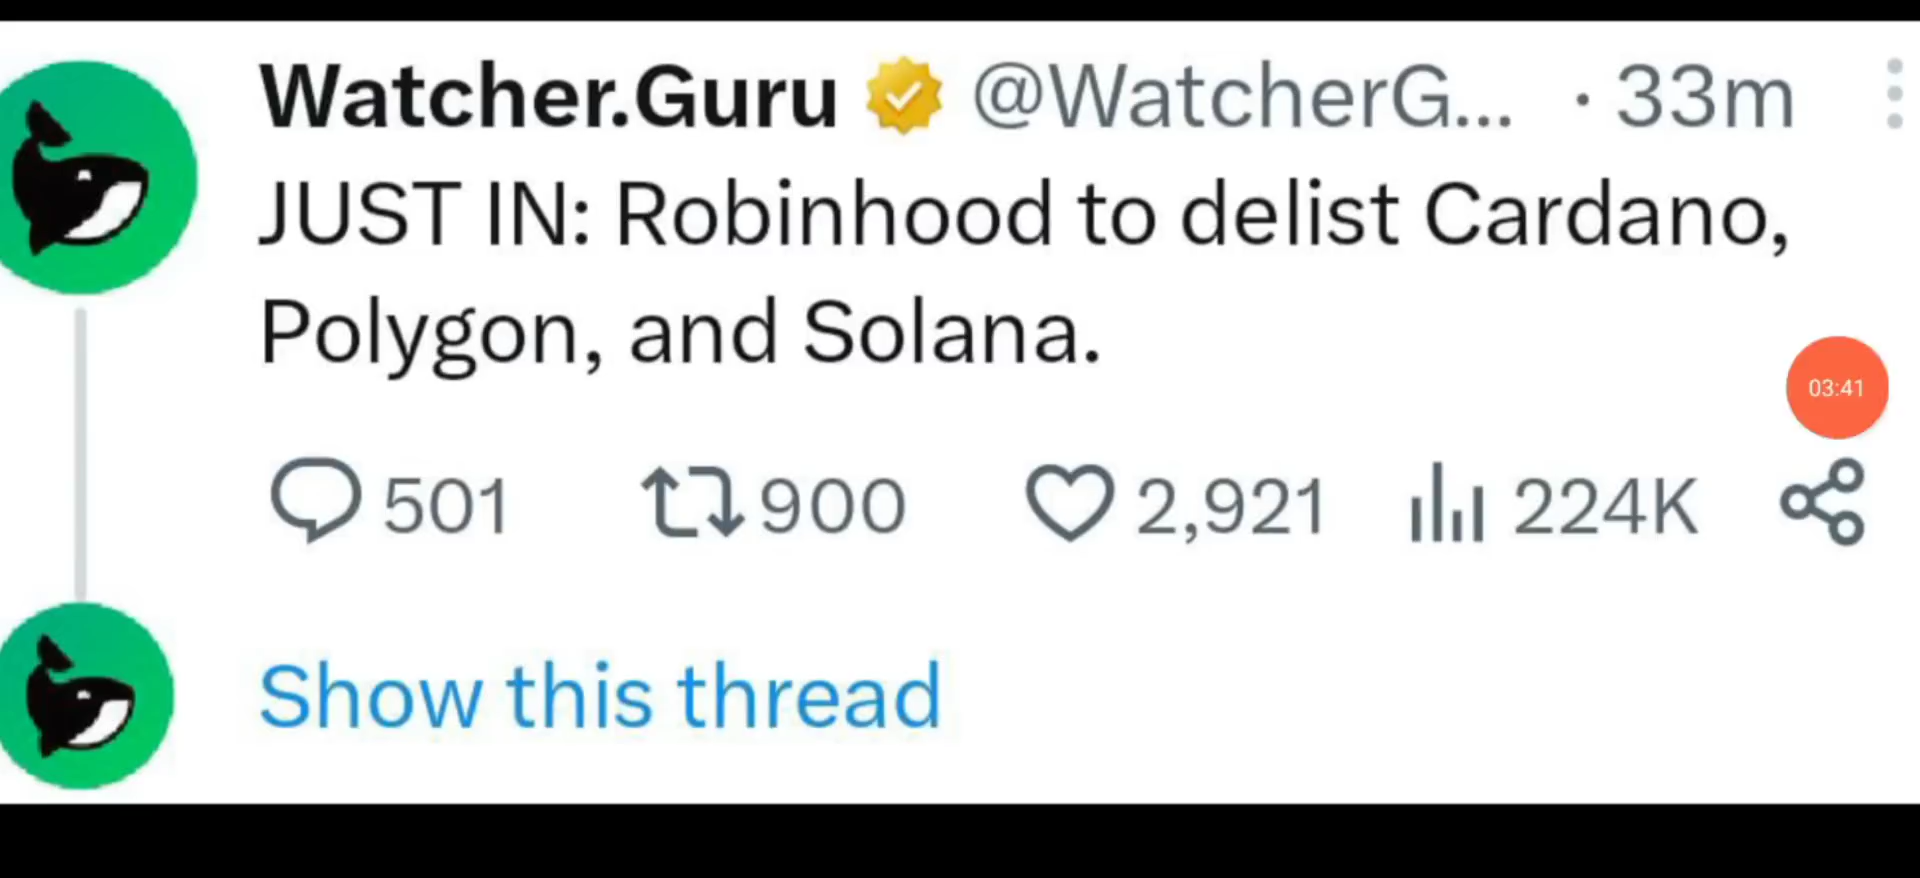 Watcher.Guru @WatcherG... · 33m
JUST IN: Robinhood to delist Cardano,
Polygon, and Solana.
03:41
501 900 2,921 224K
Show this thread